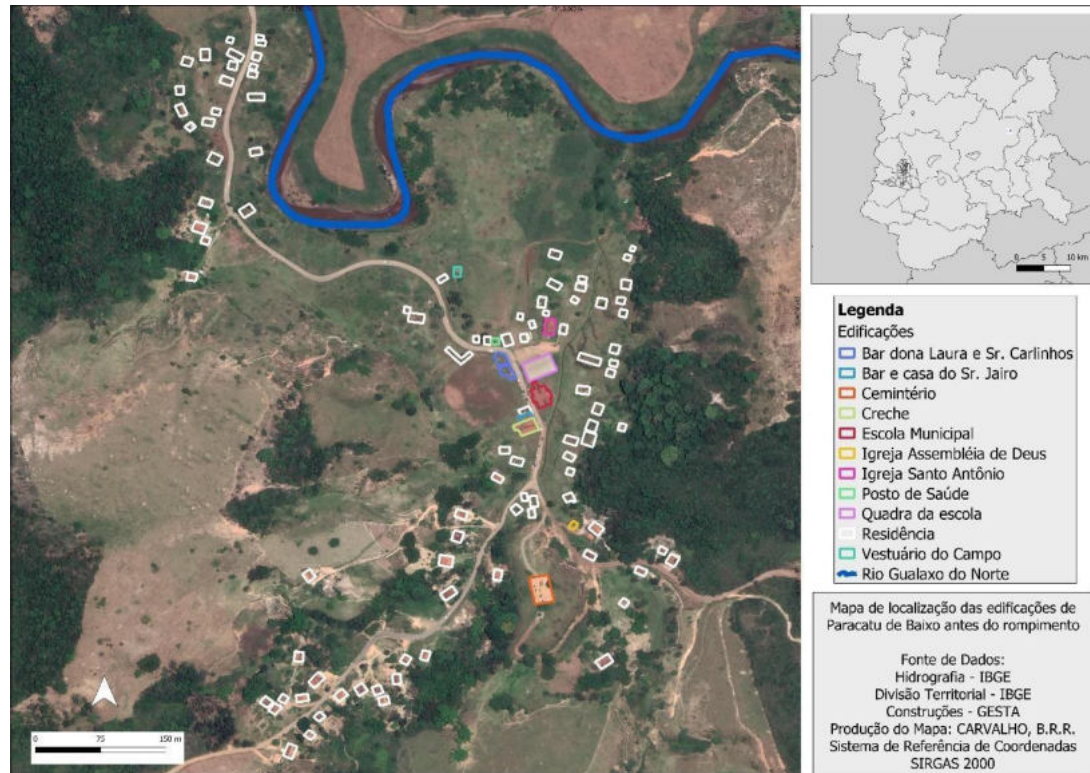 0 5 10 km
Legenda
Edificações
Bar dona Laura e Sr. Carlinhos
Bar e casa do Sr. Jairo
Cemintério
Creche
Escola Municipal
Igreja Assembléia de Deus
Igreja Santo Antônio
Posto de Saúde
Quadra da escola
Residência
Vestuário do Campo
Rio Gualaxo do Norte
Mapa de localização das edificações de
Paracatu de Baixo antes do rompimento
Fonte de Dados:
Hidrografia - IBGE
Divisão Territorial - IBGE
Construções - GESTA
Produção do Mapa: CARVALHO, B.R.R.
Sistema de Referência de Coordenadas
SIRGAS 2000
0 75 150 m